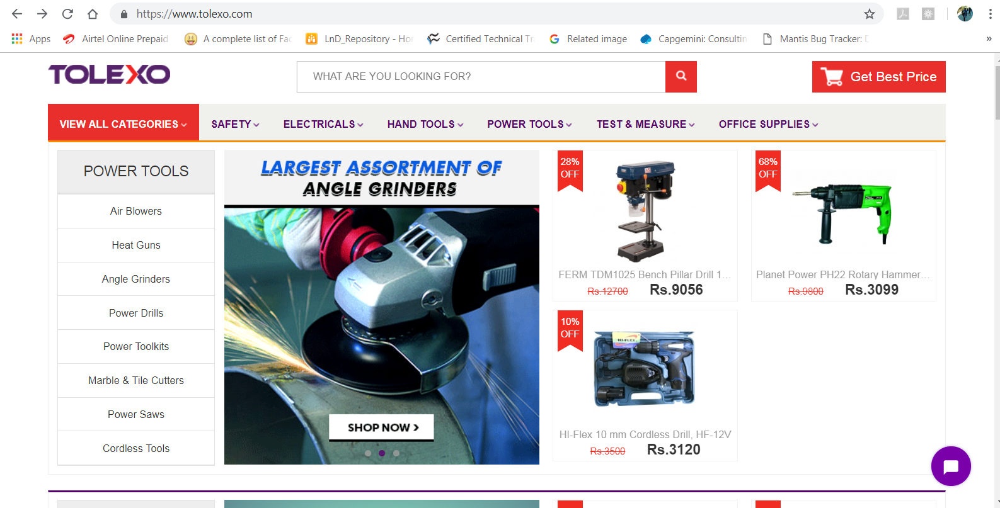 https://www.tolexo.com
Apps
Airtel Online Prepaid
A complete list of Fac
LnD_Repository - Hor
Certified Technical Tr
Related image
Capgemini: Consultin
Mantis Bug Tracker: D
»
TOLEXO
WHAT ARE YOU LOOKING FOR?
Get Best Price
VIEW ALL CATEGORIES
SAFETY
ELECTRICALS
HAND TOOLS
POWER TOOLS
TEST & MEASURE
OFFICE SUPPLIES
POWER TOOLS
Air Blowers
Heat Guns
Angle Grinders
Power Drills
Power Toolkits
Marble & Tile Cutters
Power Saws
Cordless Tools
LARGEST ASSORTMENT OF
ANGLE GRINDERS
SHOP NOW >
28%
OFF
FERM TDM1025 Bench Pillar Drill 1...
Rs.12700 Rs.9056
68%
OFF
Planet Power PH22 Rotary Hammer...
Rs.9800 Rs.3099
10%
OFF
HI-FLEX
HI-Flex 10 mm Cordless Drill, HF-12V
Rs.3500 Rs.3120